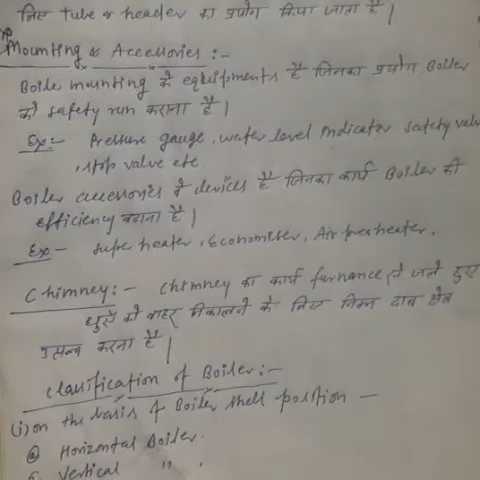 लिए Tube व header का प्रयोग किया जाता है |
Mounting & Accessories :-
Boiler mounting वे equipments है जिनका प्रयोग Boiler
को safety run कराना है |
Ex:- Pressure gauge, water level Indicator safety valve
, stop valve etc
Boiler accessories वे devices है जिनका कार्य Boiler की
efficiency बढाना है |
Ex - supe heater, Economiser, Air preheater.
Chimney :- Chimney का कार्य furnance से जले हुए
धुएँ को बाहर निकालने के लिए निम्न दाब क्षेत्र
उत्पन्न करना है |
Classification of Boiler :-
(i) on the basis of Boiler shell position -
@ Horizontal Boiler.
Vertical " .